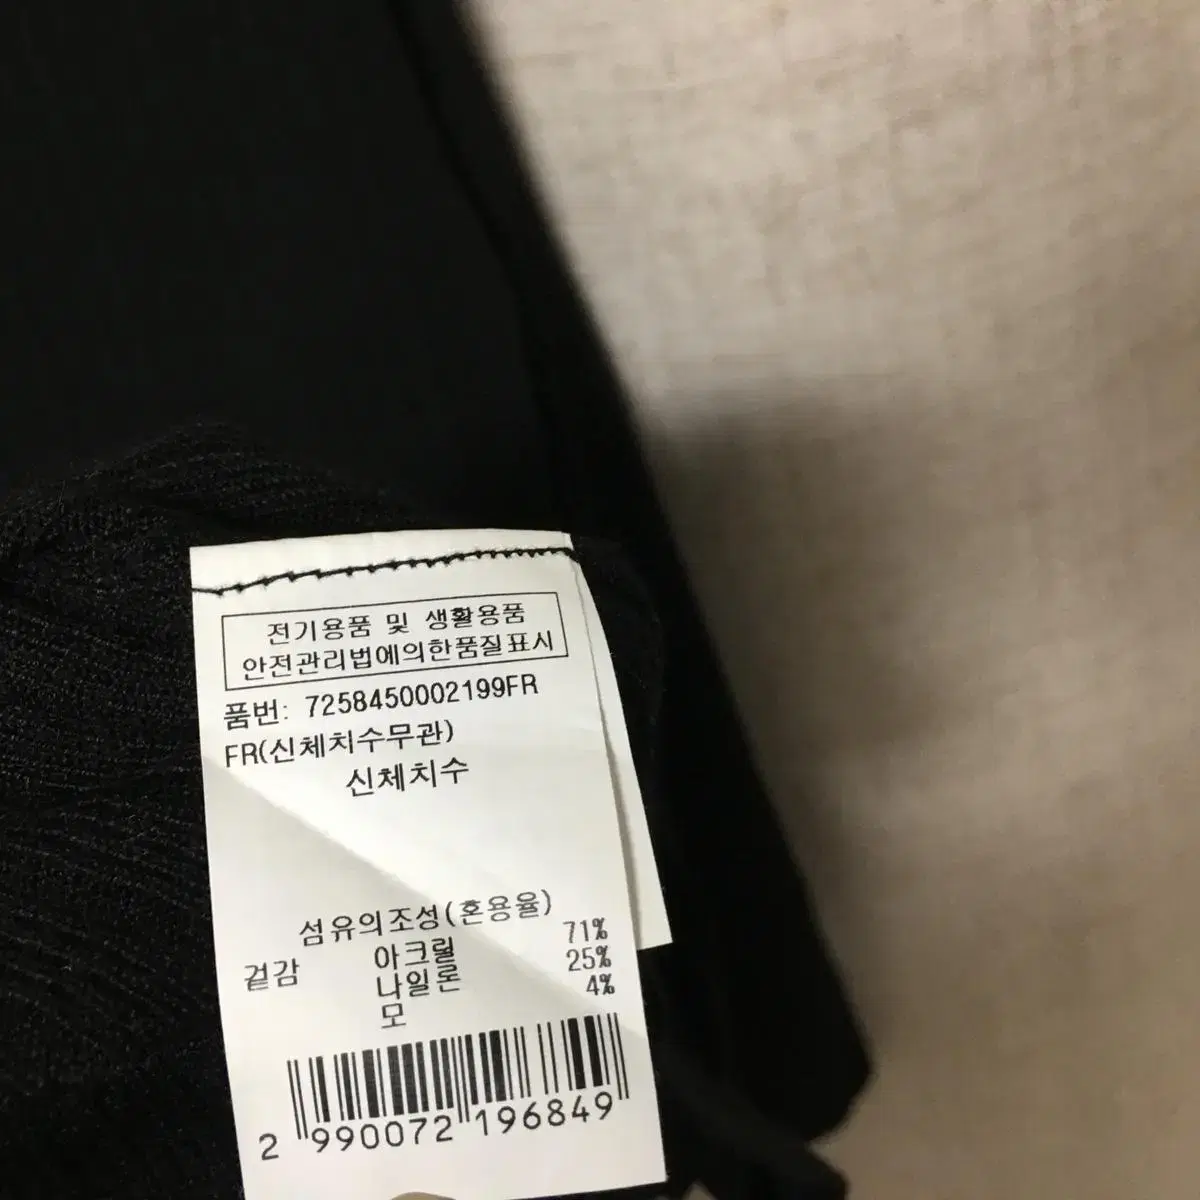 전기용품 및 생활용품
안전관리법에의한품질표시
품번: 7258450002199FR
FR(신체치수무관)
신체치수
섬유의조성(혼용율)
겉감 아크릴 71%
나일론 25%
모 4%
2 990072 196849